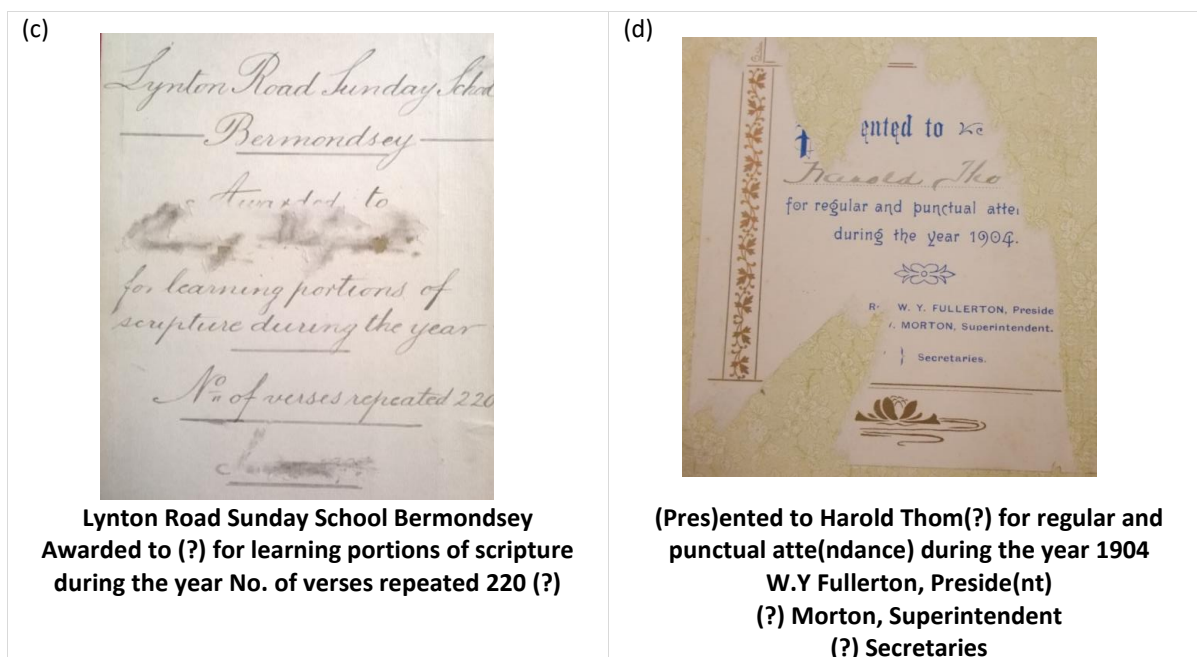 (c)
Lynton Road Sunday School
Bermondsey
Awarded to
for learning portions of
scripture during the year
No. of verses repeated 220
Lynton Road Sunday School Bermondsey
Awarded to (?) for learning portions of scripture
during the year No. of verses repeated 220 (?)
(d)
ented to
Harold Tho
for regular and punctual atte
during the year 1904.
W. Y. FULLERTON, Preside
MORTON, Superintendent.
Secretaries.
(Pres)ented to Harold Thom(?) for regular and
punctual atte(ndance) during the year 1904
W.Y Fullerton, Preside(nt)
(?) Morton, Superintendent
(?) Secretaries